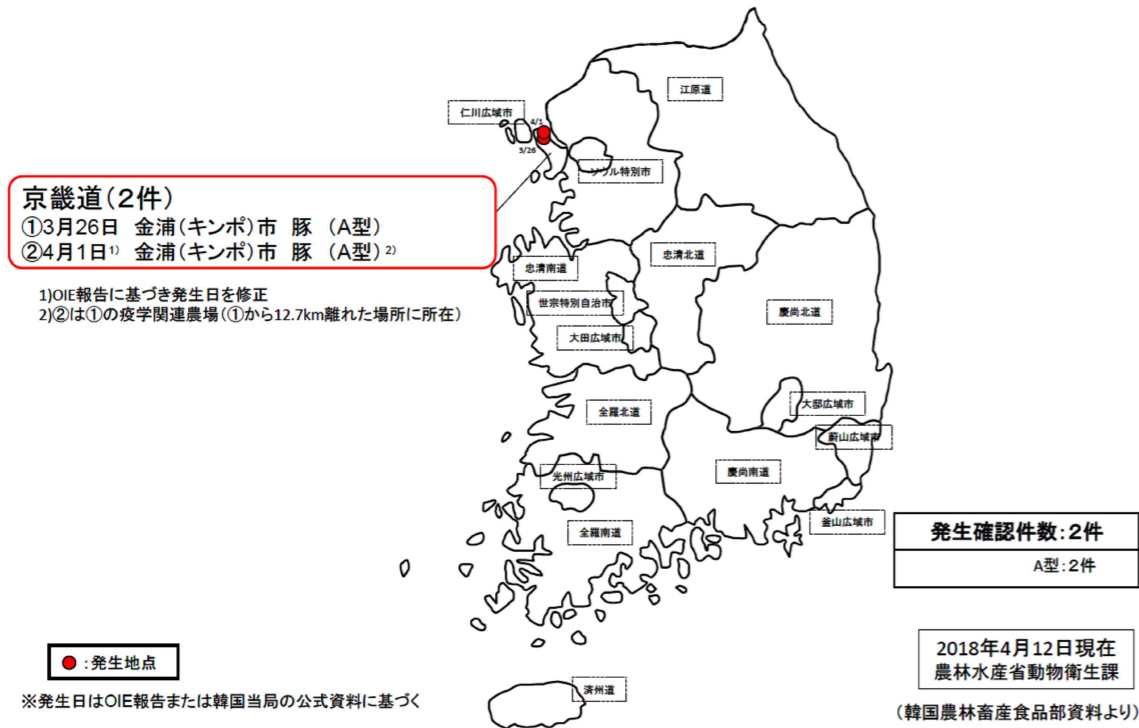 江原道
仁川広域市
4/1
3/26
ソウル特別市
京畿道(2件)
①3月26日 金浦(キンポ)市 豚 (A型)
②4月1日1) 金浦(キンポ)市 豚 (A型)2)
1)OIE報告に基づき発生日を修正
2)②は①の疫学関連農場(①から12.7km離れた場所に所在)
忠清北道
忠清南道
世宗特別自治市
慶尚北道
大田広域市
大邸広域市
全羅北道
蔚山広域市
光州広域市
慶尚南道
釜山広域市
全羅南道
発生確認件数:2件
A型:2件
:発生地点
2018年4月12日現在
農林水産省動物衛生課
済州道
※発生日はOIE報告または韓国当局の公式資料に基づく
(韓国農林畜産食品部資料より)